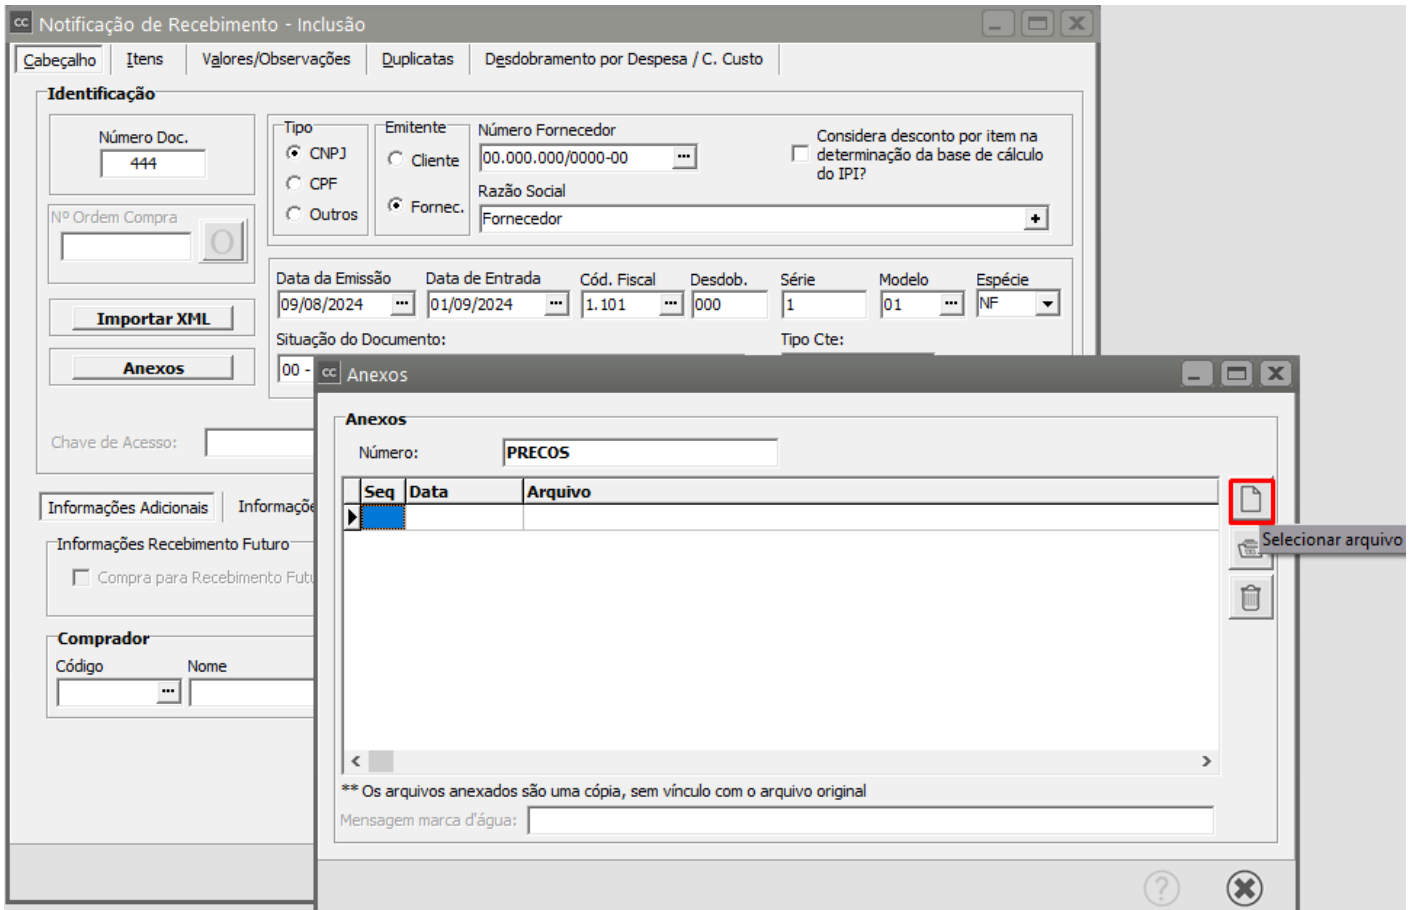 cc Notificação de Recebimento - Inclusão
Cabeçalho Itens Valores/Observações Duplicatas Desdobramento por Despesa / C. Custo
Identificação
Número Doc.
444
Tipo
CNPJ
CPF
Outros
Emitente
Cliente
Fornec.
Número Fornecedor
00.000.000/0000-00 ...
Considera desconto por item na
determinação da base de cálculo
do IPI?
Razão Social
Fornecedor +
Nº Ordem Compra
O
Data da Emissão Data de Entrada Cód. Fiscal Desdob. Série Modelo Espécie
09/08/2024 ... 01/09/2024 ... 1.101 ... 000 1 01 ... NF
Importar XML
Situação do Documento: Tipo Cte:
Anexos
00 -
Chave de Acesso:
Informações Adicionais
Informaçõe
Informações Recebimento Futuro
Compra para Recebimento Futu
Comprador
Código Nome
...
cc Anexos
Anexos
Número: PRECOS
Seq Data Arquivo
Selecionar arquivo
** Os arquivos anexados são uma cópia, sem vínculo com o arquivo original
Mensagem marca d'água:
?